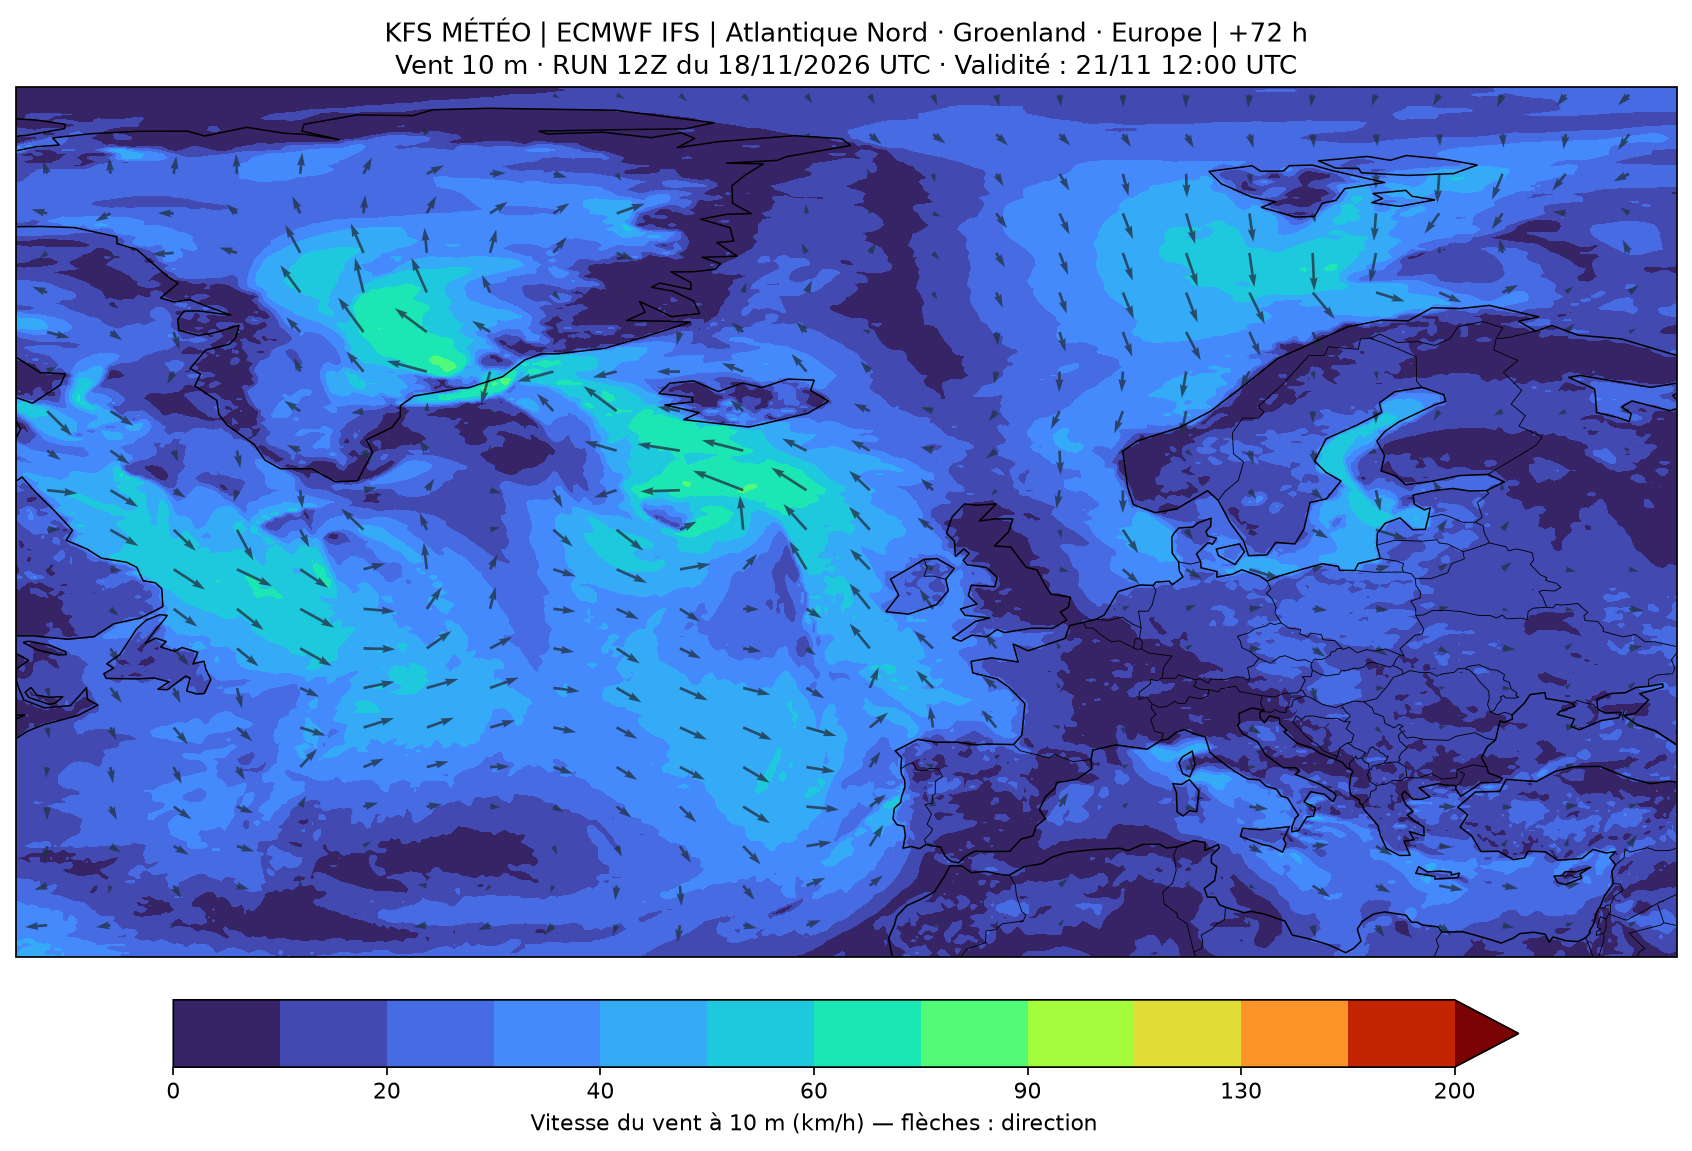 KFS MÉTÉO | ECMWF IFS | Atlantique Nord · Groenland · Europe | +72 h
Vent 10 m · RUN 12Z du 18/11/2026 UTC · Validité : 21/11 12:00 UTC
0 20 40 60 90 130 200
Vitesse du vent à 10 m (km/h) — flèches : direction